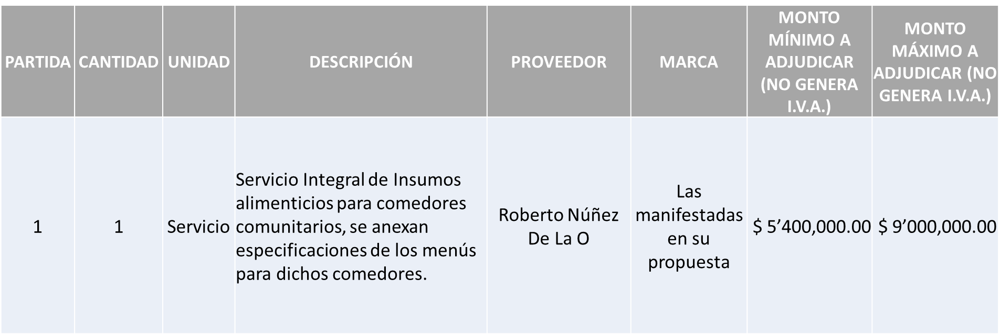 PARTIDA
CANTIDAD
UNIDAD
DESCRIPCIÓN
PROVEEDOR
MARCA
MONTO
MÍNIMO A
ADJUDICAR
(NO GENERA
I.V.A.)
MONTO
MÁXIMO A
ADJUDICAR (NO
GENERA I.V.A.)
1
1
Servicio
Servicio Integral de Insumos
alimenticios para comedores
comunitarios, se anexan
especificaciones de los menús
para dichos comedores.
Roberto Núñez
De La O
Las
manifestadas
en su
propuesta
$ 5’400,000.00
$ 9’000,000.00